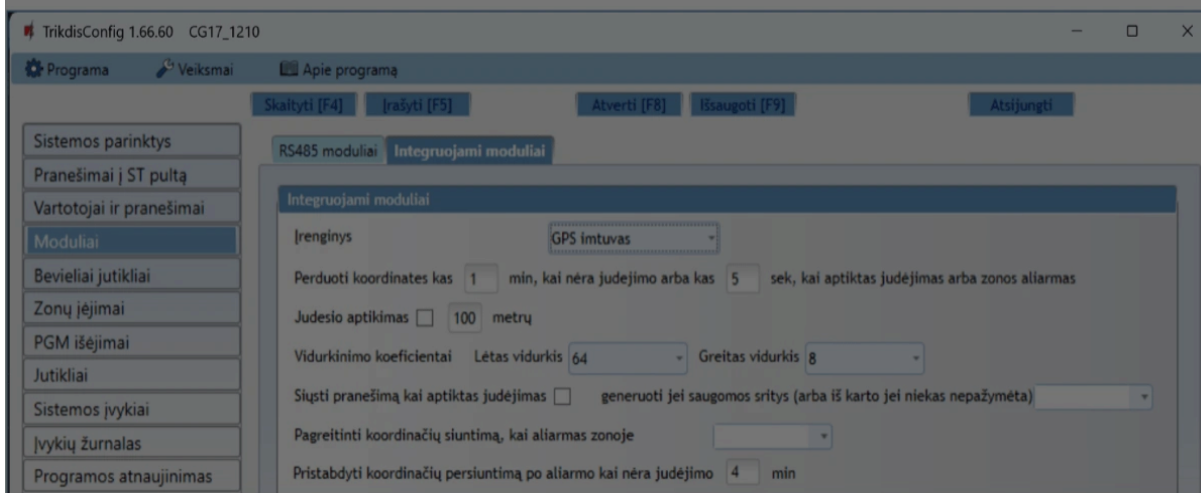 TrikdisConfig 1.66.60 CG17_1210
Programa Veiksmai Apie programą
Skaityti [F4] Įrašyti [F5] Atverti [F8] Išsaugoti [F9] Atsijungti
Sistemos parinktys
Pranešimai į ST pultą
Vartotojai ir pranešimai
Moduliai
Bevieliai jutikliai
Zonų įėjimai
PGM išėjimai
Jutikliai
Sistemos įvykiai
Įvykių žurnalas
Programos atnaujinimas
RS485 moduliai Integruojami moduliai
Integruojami moduliai
Įrenginys GPS imtuvas
Perduoti koordinates kas 1 min, kai nėra judejimo arba kas 5 sek, kai aptiktas judėjimas arba zonos aliarmas
Judesio aptikimas 100 metrų
Vidurkinimo koeficientai Lėtas vidurkis 64 Greitas vidurkis 8
Siųsti pranešimą kai aptiktas judėjimas generuoti jei saugomos sritys (arba iš karto jei niekas nepažymėta)
Pagreitinti koordinačių siuntimą, kai aliarmas zonoje
Pristabdyti koordinačių persiuntimą po aliarmo kai nėra judėjimo 4 min